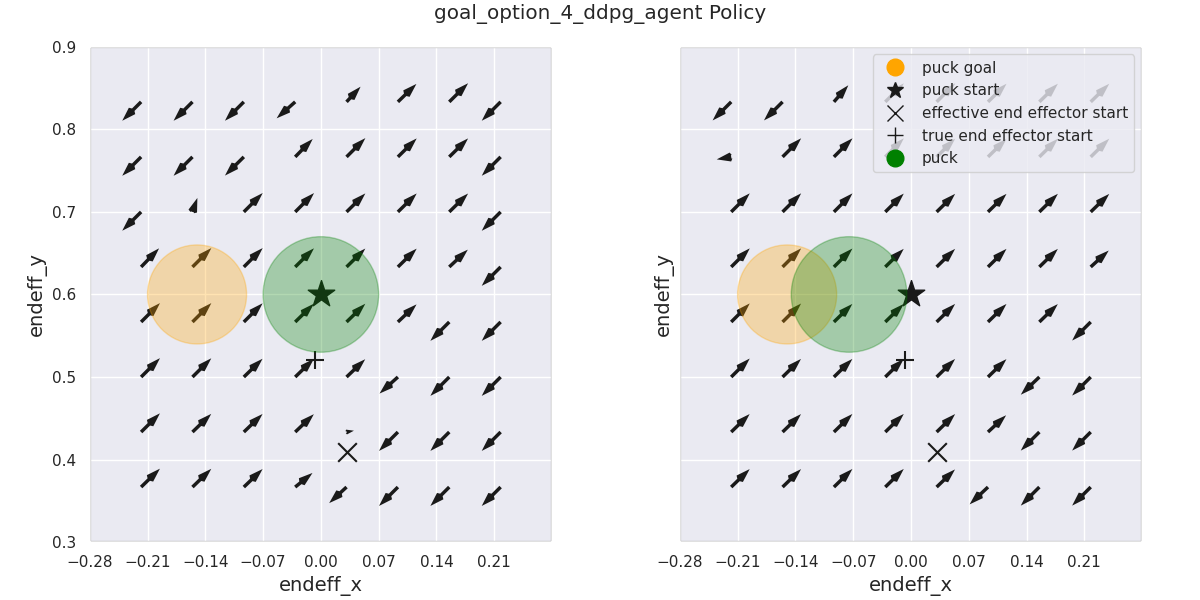 goal_option_4_ddpg_agent Policy
0.9
0.8
0.7
0.6
0.5
0.4
0.3
endeff_y
−0.28 −0.21 −0.14 −0.07 0.00 0.07 0.14 0.21
endeff_x
puck goal
puck start
effective end effector start
true end effector start
puck
endeff_y
−0.28 −0.21 −0.14 −0.07 0.00 0.07 0.14 0.21
endeff_x